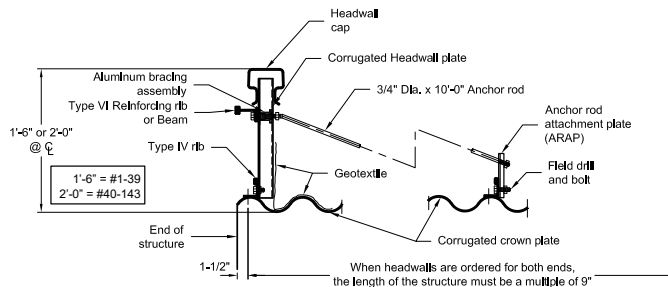 Headwall
cap
Corrugated Headwall plate
Aluminum bracing
assembly
Type VI Reinforcing rib
or Beam
3/4" Dia. x 10'-0" Anchor rod
Anchor rod
attachment plate
(ARAP)
1'-6" or 2'-0"
@ ℄
Type IV rib
Geotextile
Field drill
and bolt
1'-6" = #1-39
2'-0" = #40-143
End of
structure
Corrugated crown plate
1-1/2"
When headwalls are ordered for both ends,
the length of the structure must be a multiple of 9"